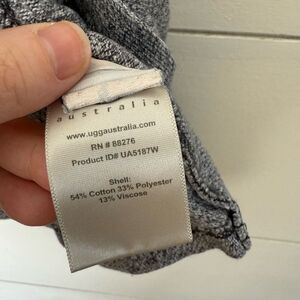 australia
www.uggaustralia.com
RN # 88276
Product ID# UA5187W
Shell:
54% Cotton 33% Polyester
13% Viscose